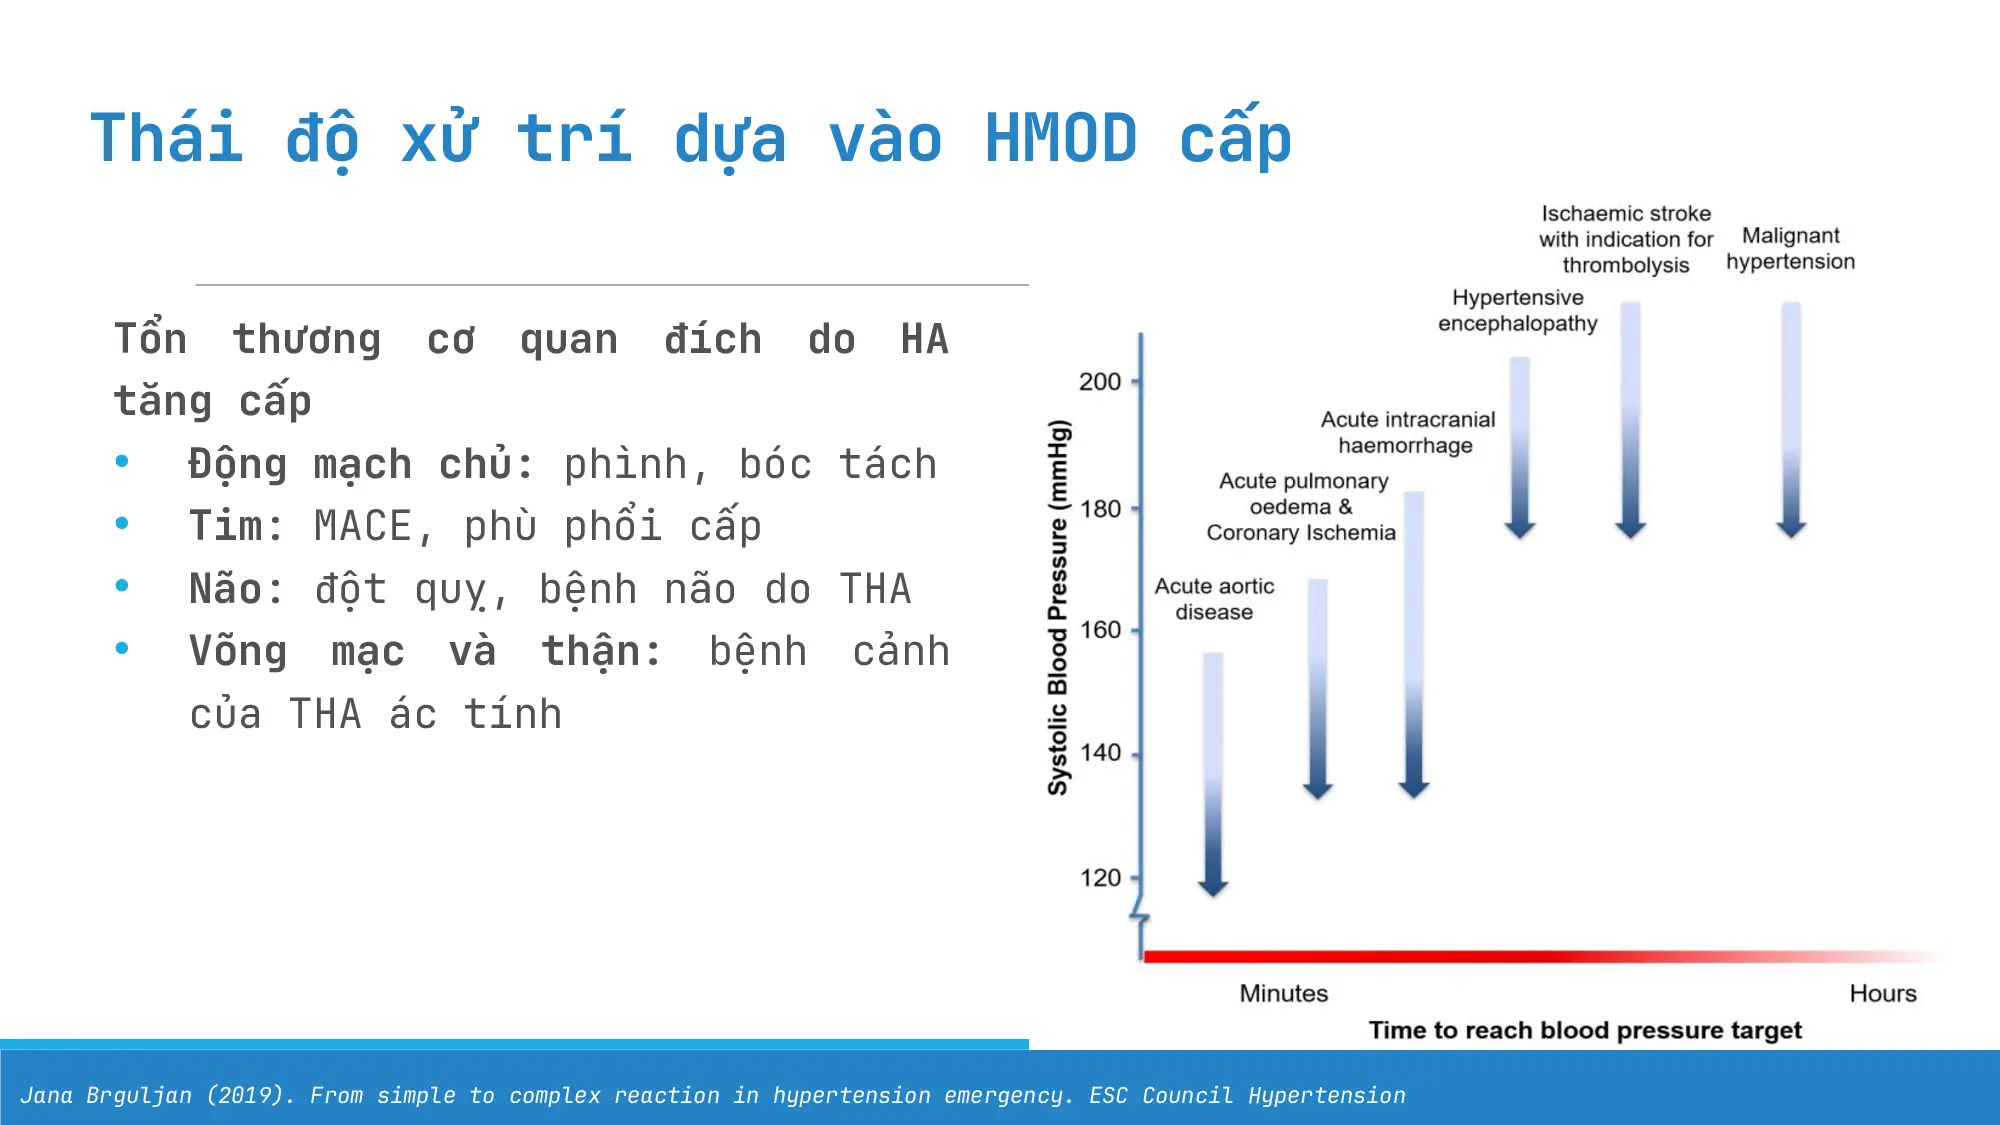 Thái độ xử trí dựa vào HMOD cấp
Tổn thương cơ quan đích do HA
tăng cấp
• Động mạch chủ: phình, bóc tách
• Tim: MACE, phù phổi cấp
• Não: đột quỵ, bệnh não do THA
• Võng mạc và thận: bệnh cảnh
của THA ác tính
Systolic Blood Pressure (mmHg)
200
180
160
140
120
Acute aortic
disease
Acute pulmonary
oedema &
Coronary Ischemia
Acute intracranial
haemorrhage
Hypertensive
encephalopathy
Ischaemic stroke
with indication for
thrombolysis
Malignant
hypertension
Minutes
Hours
Time to reach blood pressure target
Jana Brguljan (2019). From simple to complex reaction in hypertension emergency. ESC Council Hypertension